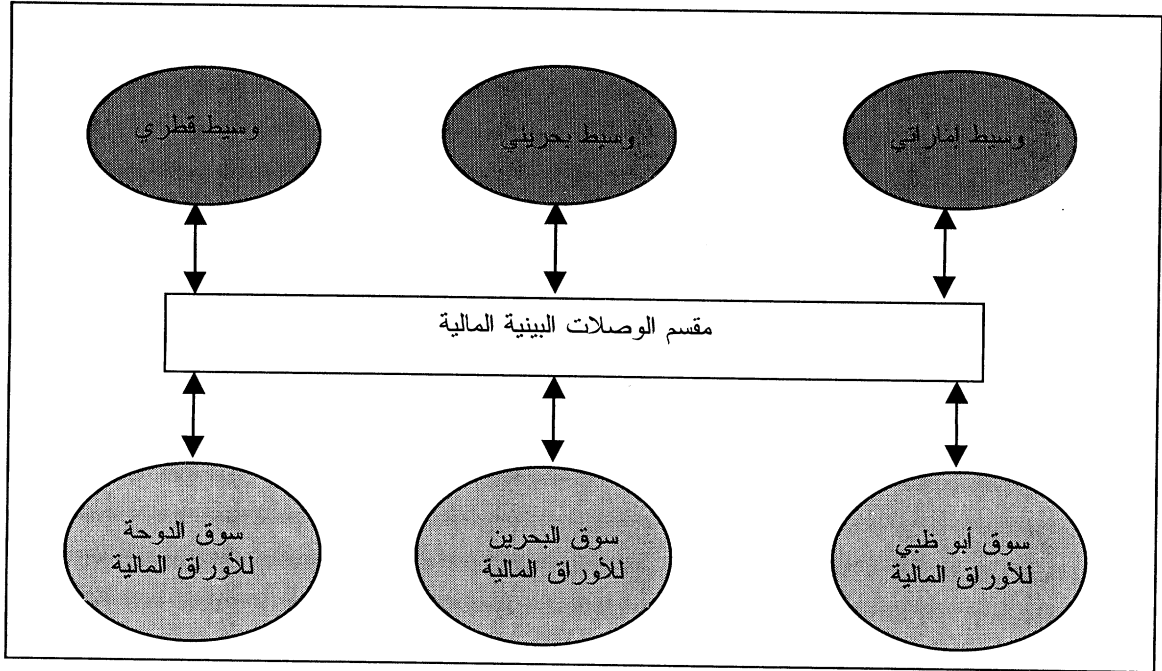 وسيط إماراتي
وسيط بحريني
وسيط قطري
مقسم الوصلات البينية المالية
سوق أبو ظبي
للأوراق المالية
سوق البحرين
للأوراق المالية
سوق الدوحة
للأوراق المالية